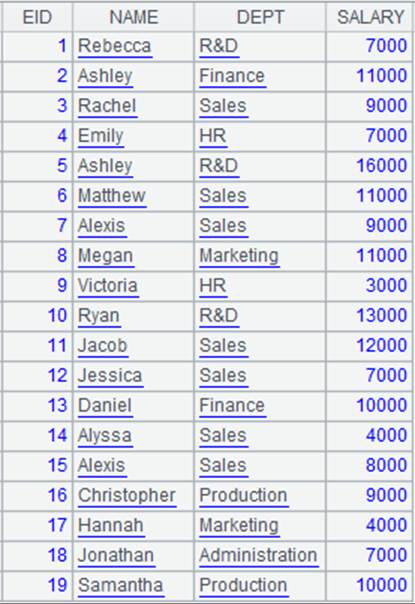 EID NAME DEPT SALARY
1 Rebecca R&D 7000
2 Ashley Finance 11000
3 Rachel Sales 9000
4 Emily HR 7000
5 Ashley R&D 16000
6 Matthew Sales 11000
7 Alexis Sales 9000
8 Megan Marketing 11000
9 Victoria HR 3000
10 Ryan R&D 13000
11 Jacob Sales 12000
12 Jessica Sales 7000
13 Daniel Finance 10000
14 Alyssa Sales 4000
15 Alexis Sales 8000
16 Christopher Production 9000
17 Hannah Marketing 4000
18 Jonathan Administration 7000
19 Samantha Production 10000